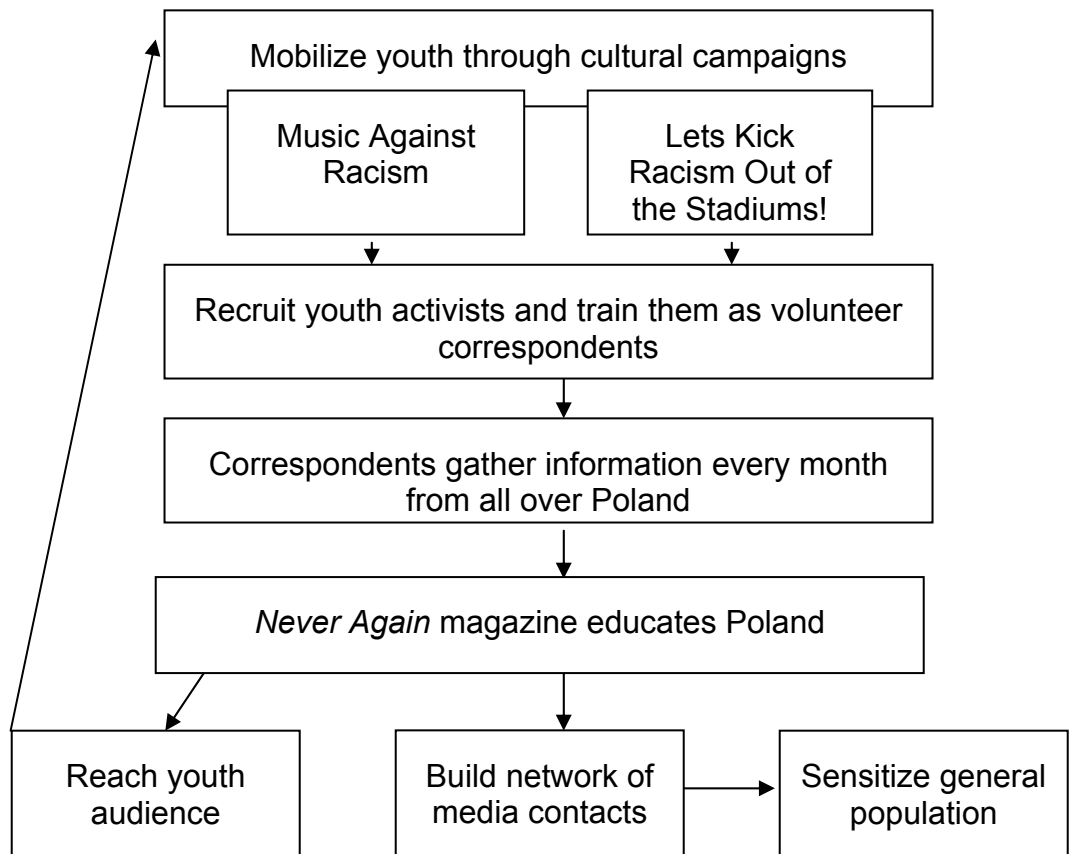 Mobilize youth through cultural campaigns
Music Against
Racism
Lets Kick
Racism Out of
the Stadiums!
Recruit youth activists and train them as volunteer
correspondents
Correspondents gather information every month
from all over Poland
Never Again magazine educates Poland
Reach youth
audience
Build network of
media contacts
Sensitize general
population